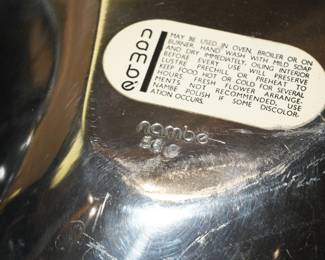 nambe
MAY BE USED IN OVEN, BROILER OR ON
BURNER. HAND WASH WITH MILD SOAP
AND DRY IMMEDIATELY. OILING INTERIOR
BEFORE EVERY USE WILL PRESERVE
LUSTRE. PRECHILL OR PREHEAT TO
KEEP FOOD HOT OR COLD FOR SEVERAL
HOURS. FRESH FLOWER ARRANGE-
MENTS NOT RECOMMENDED, USE
NAMBE POLISH IF SOME DISCOLOR-
ATION OCCURS.
nambe